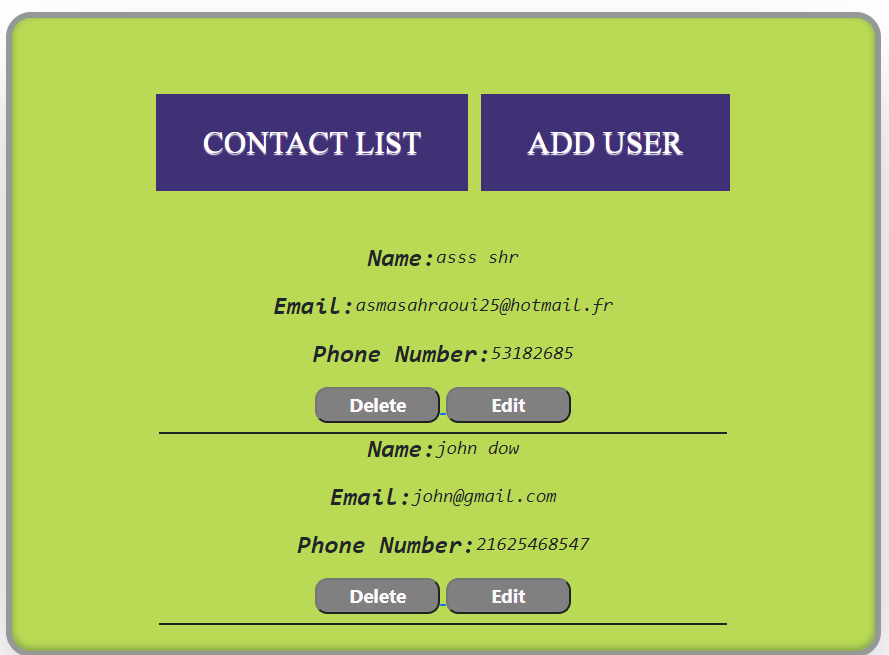 CONTACT LIST ADD USER
Name:asss shr
Email:asmasahraoui25@hotmail.fr
Phone Number:53182685
Delete Edit
Name:john dow
Email:john@gmail.com
Phone Number:21625468547
Delete Edit